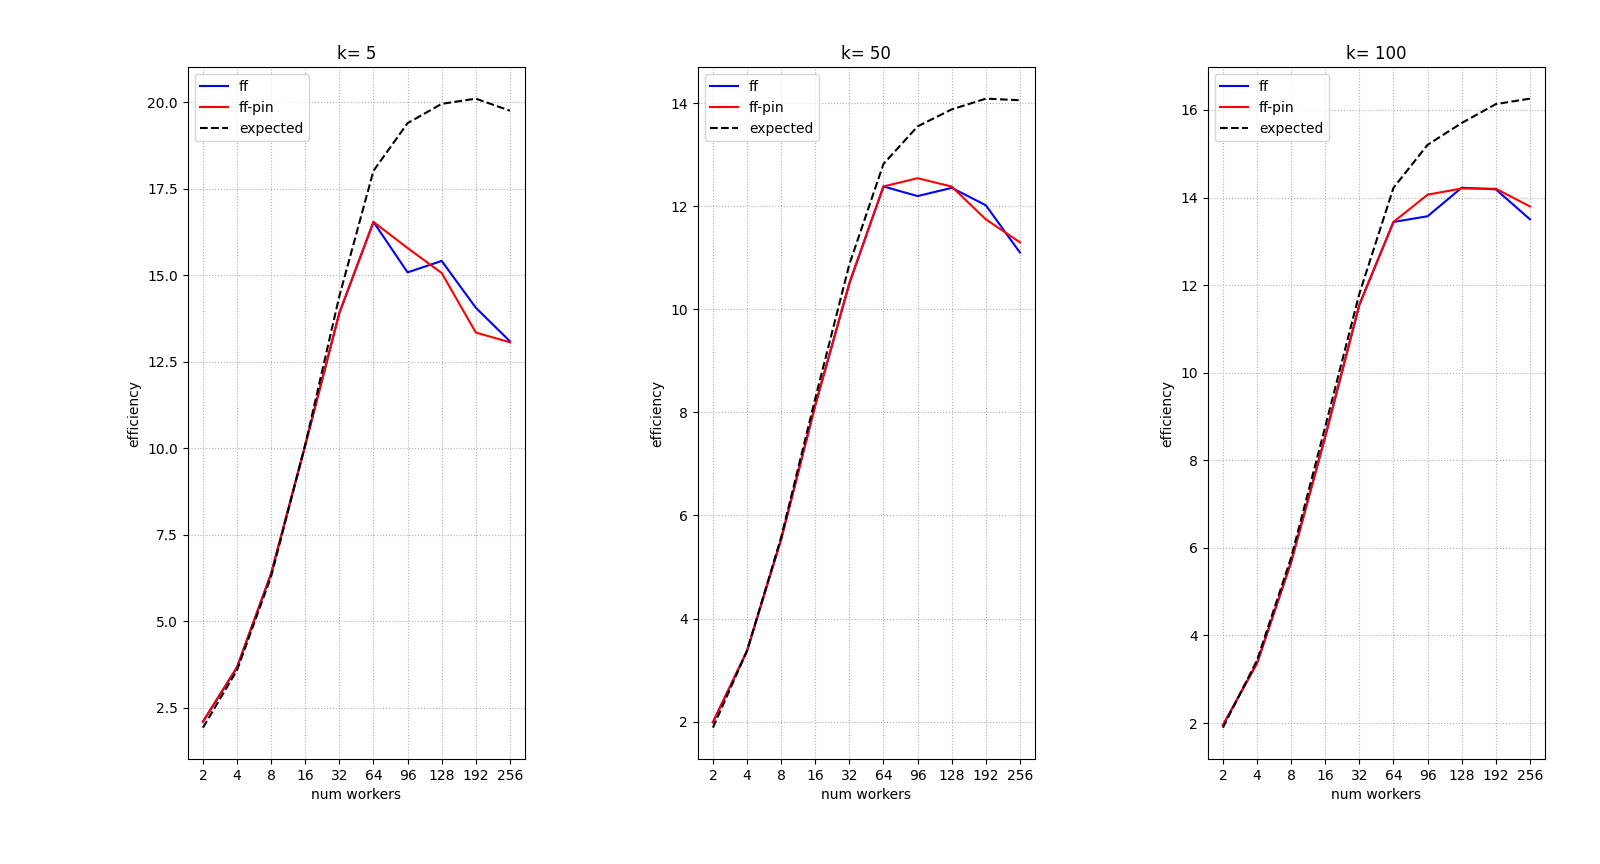 k= 5
ff
ff-pin
expected
20.0
17.5
15.0
12.5
10.0
7.5
5.0
2.5
efficiency
2 4 8 16 32 64 96 128 192 256
num workers
k= 50
ff
ff-pin
expected
14
12
10
8
6
4
2
efficiency
2 4 8 16 32 64 96 128 192 256
num workers
k= 100
ff
ff-pin
expected
16
14
12
10
8
6
4
2
efficiency
2 4 8 16 32 64 96 128 192 256
num workers